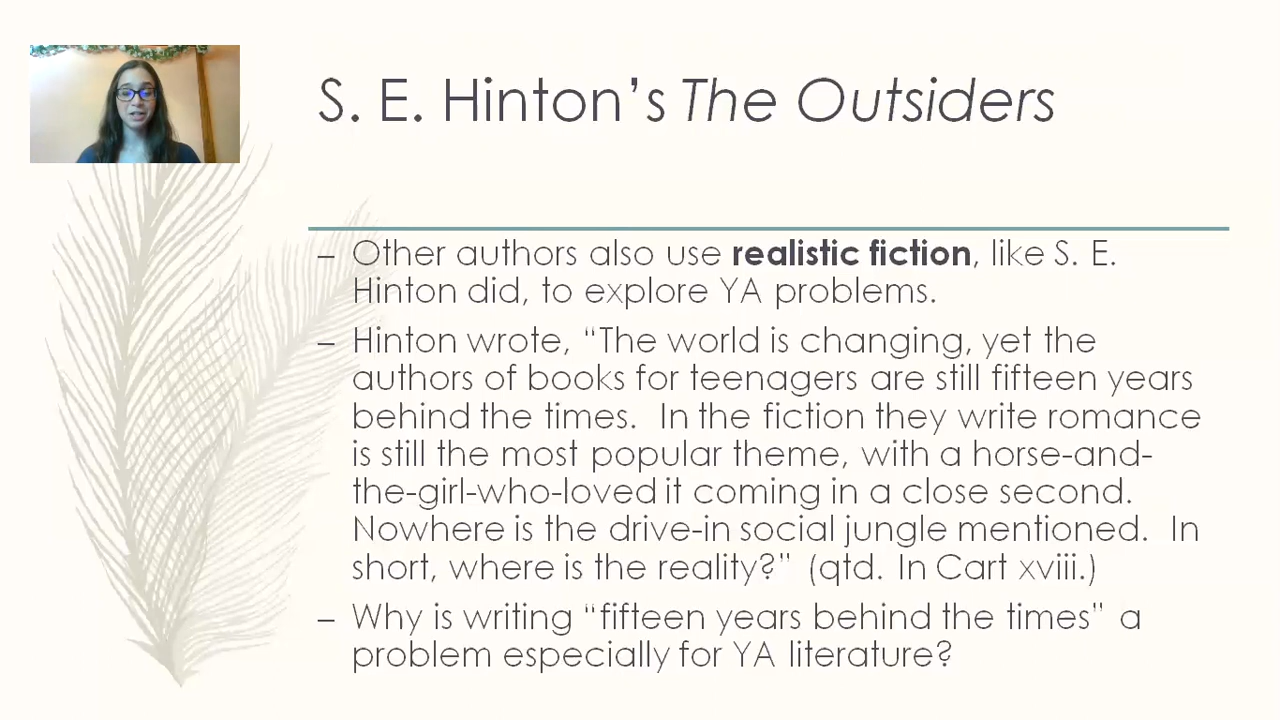 S. E. Hinton’s The Outsiders
– Other authors also use realistic fiction, like S. E.
Hinton did, to explore YA problems.
– Hinton wrote, “The world is changing, yet the
authors of books for teenagers are still fifteen years
behind the times.  In the fiction they write romance
is still the most popular theme, with a horse-and-
the-girl-who-loved it coming in a close second.
Nowhere is the drive-in social jungle mentioned.  In
short, where is the reality?”  (qtd. In Cart xviii.)
– Why is writing “fifteen years behind the times” a
problem especially for YA literature?